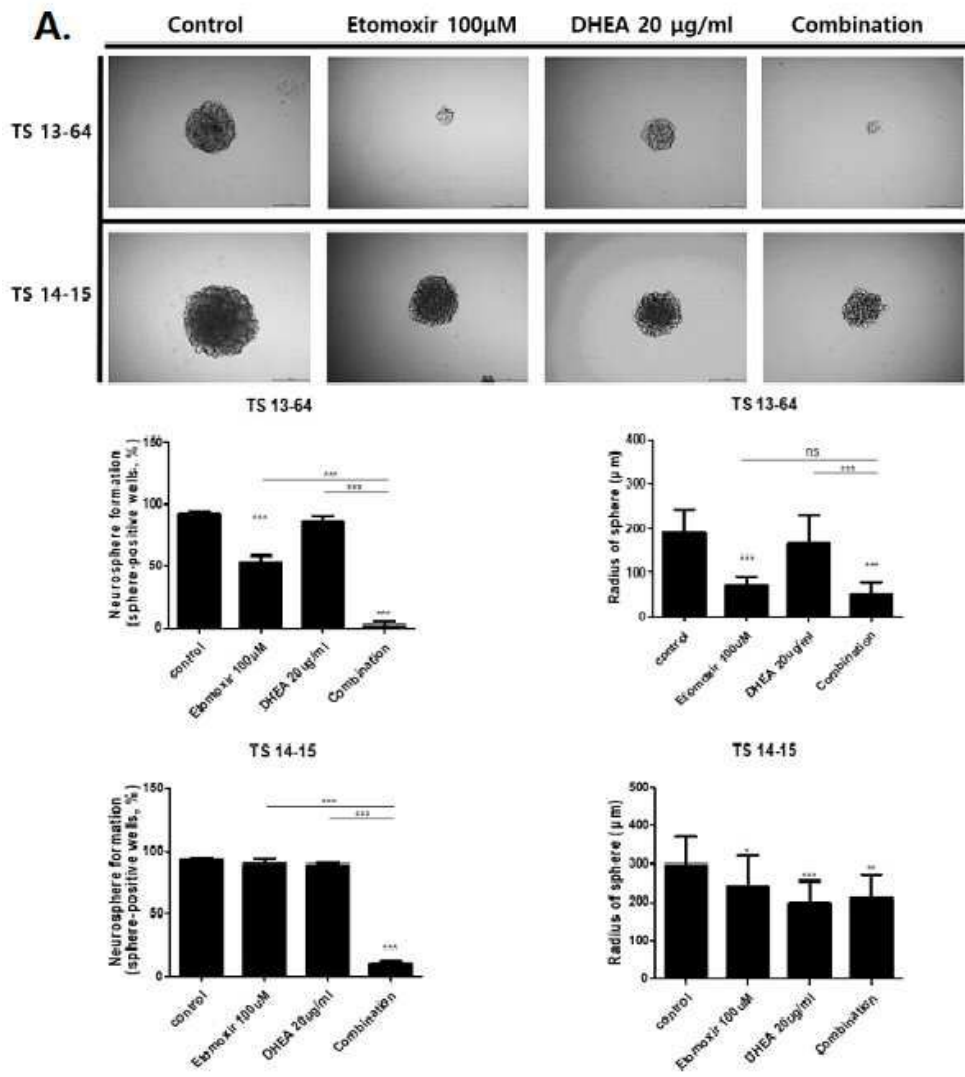 A.
Control Etomoxir 100µM DHEA 20 µg/ml Combination
TS 13-64
TS 14-15
TS 13-64
Neurosphere formation
(sphere-positive wells, %)
150
100
50
0
***
***
***
***
control
Etomoxir 100µM
DHEA 20ug/ml
Combination
TS 13-64
Radius of sphere (µm)
400
300
200
100
0
ns
***
***
***
control
Etomoxir 100uM
DHEA 20ug/ml
Combination
TS 14-15
Neurosphere formation
(sphere-positive wells, %)
150
100
50
0
***
***
***
control
Etomoxir 100uM
DHEA 20ug/ml
Combination
TS 14-15
Radius of sphere (µm)
500
400
300
200
100
0
*
***
**
control
Etomoxir 100uM
DHEA 20ug/ml
Combination